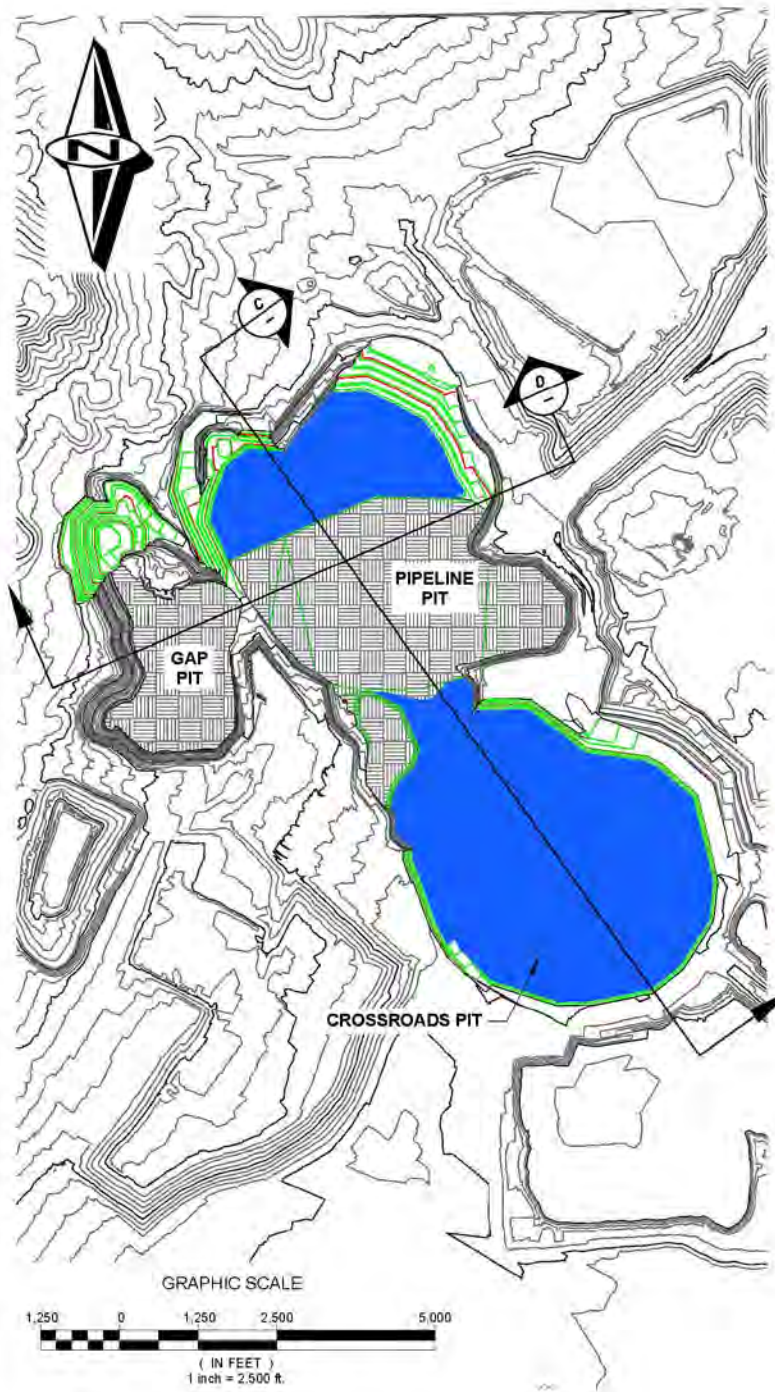 N
C
D
PIPELINE
PIT
GAP
PIT
CROSSROADS PIT
GRAPHIC SCALE
1,250 0 1,250 2,500 5,000
( IN FEET )
1 inch = 2,500 ft.